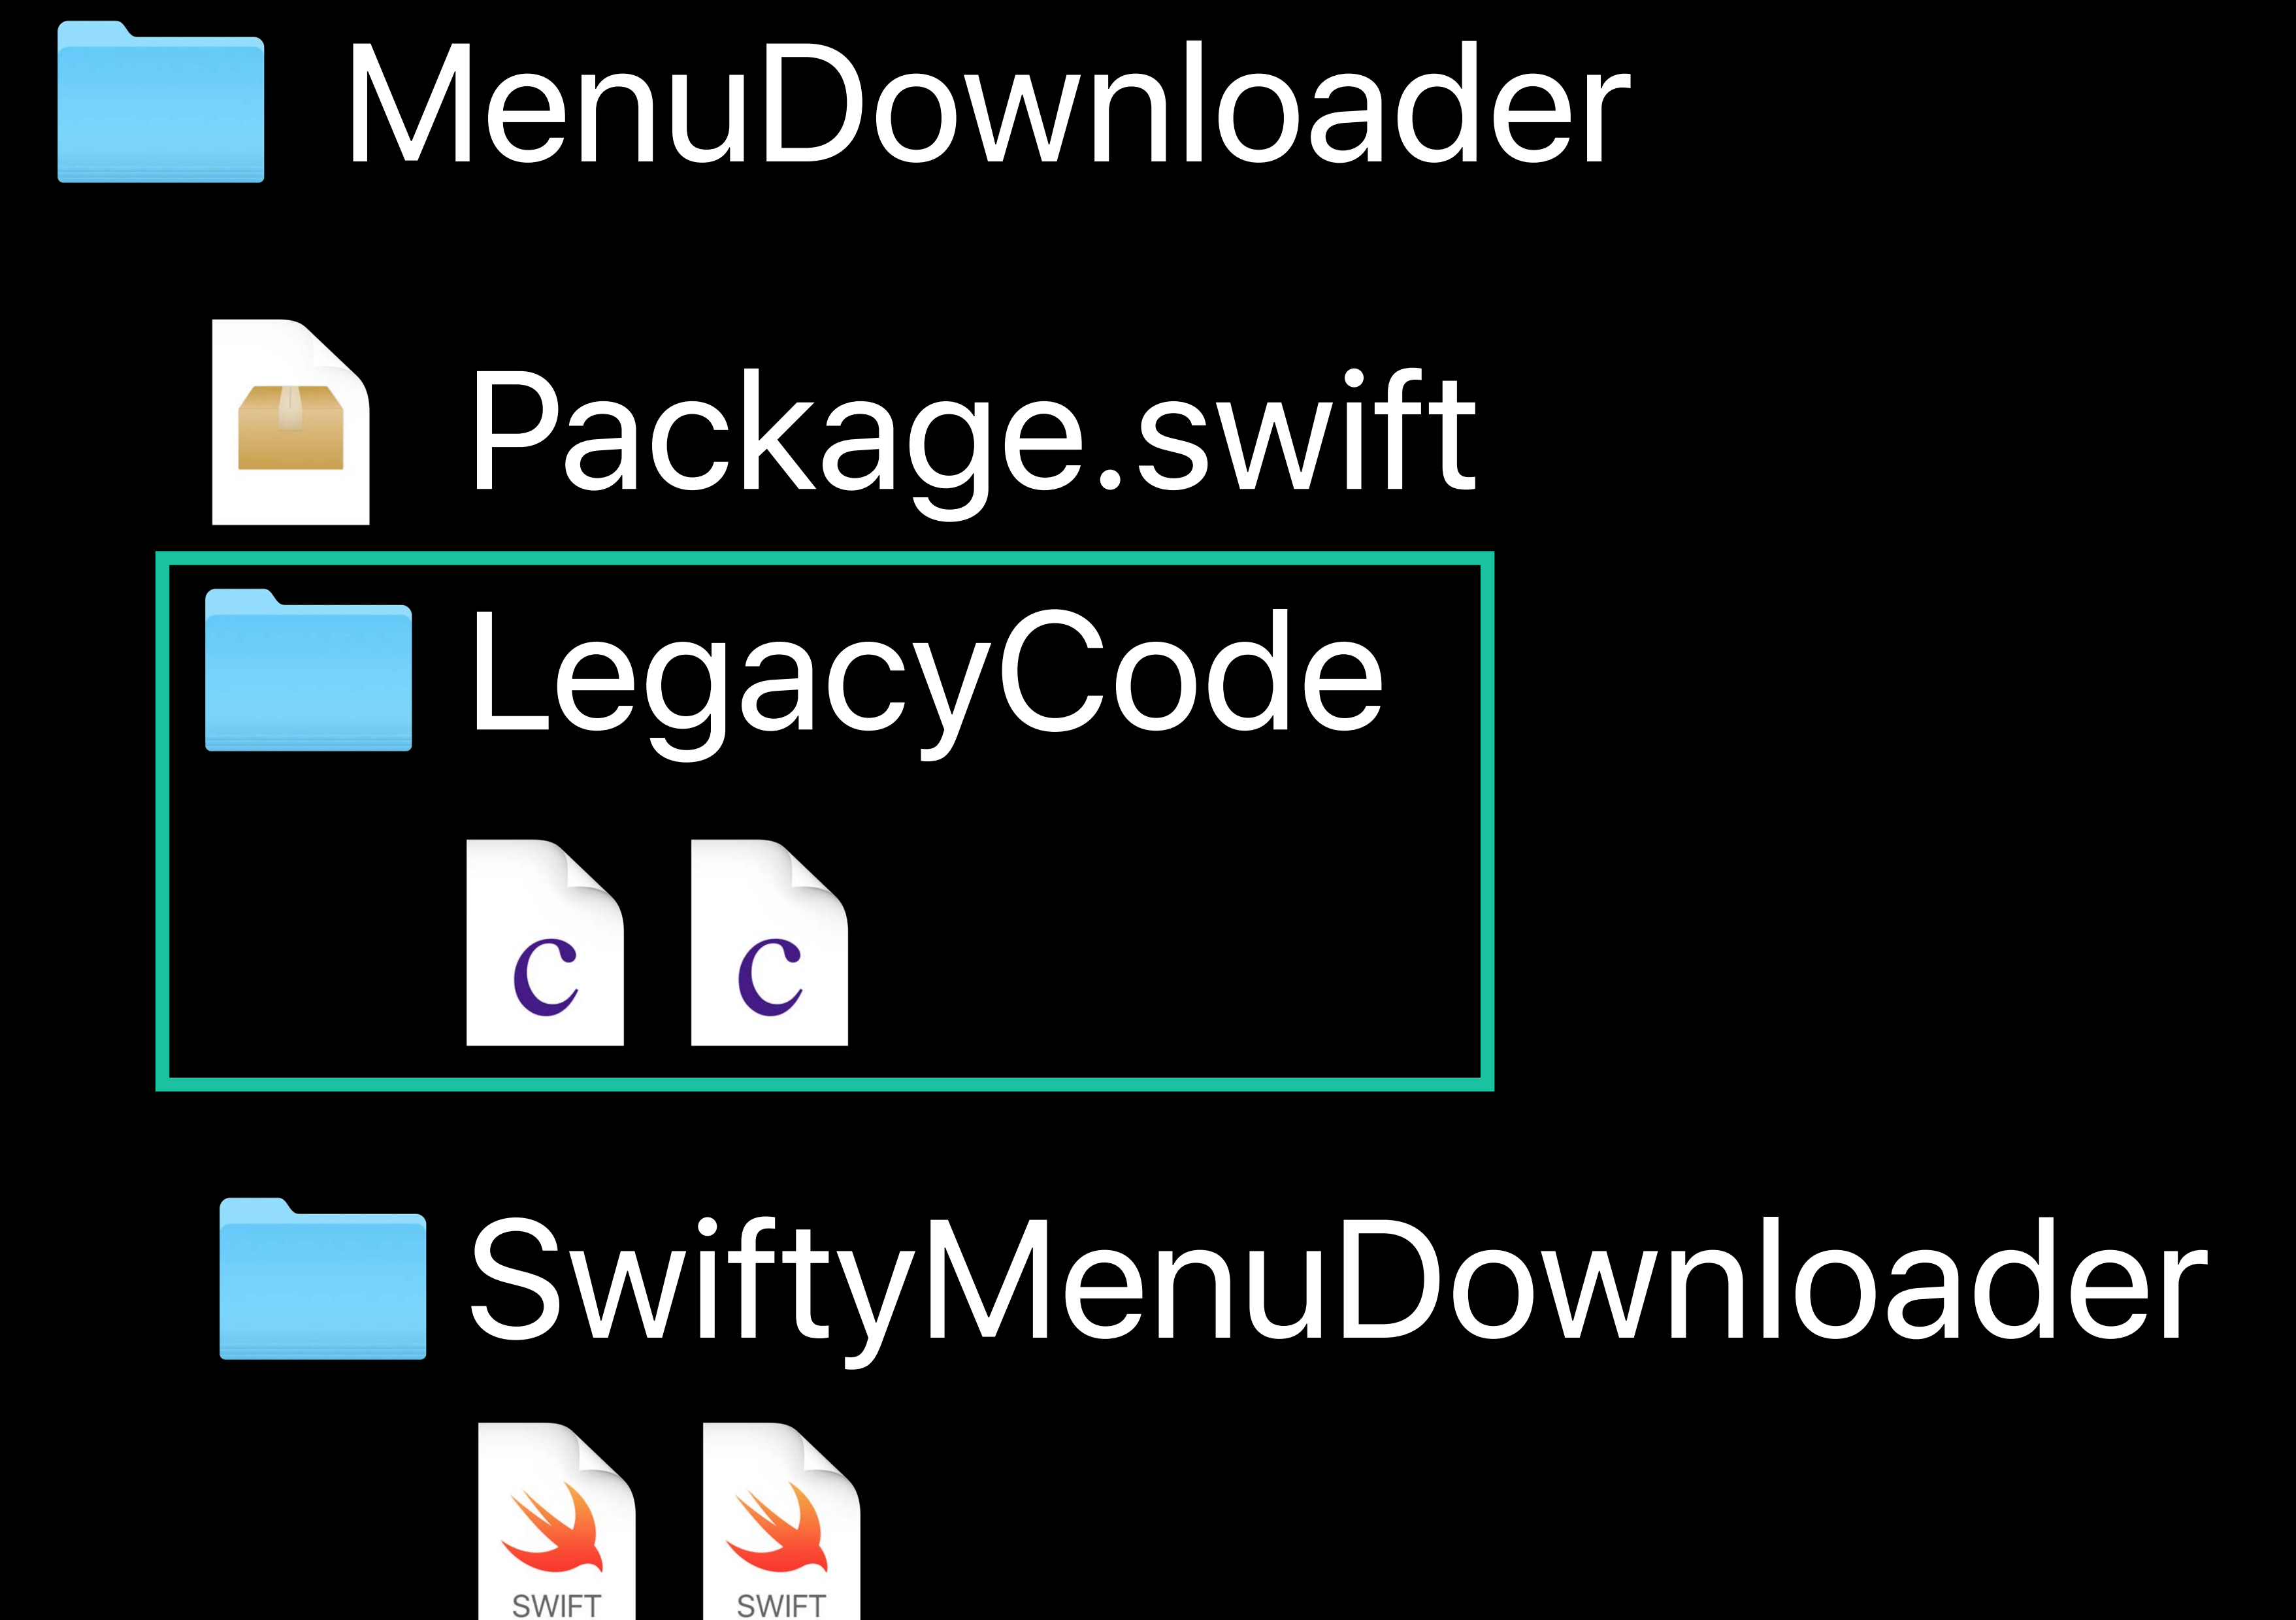 MenuDownloader
Package.swift
LegacyCode
C C
SwiftyMenuDownloader
SWIFT SWIFT